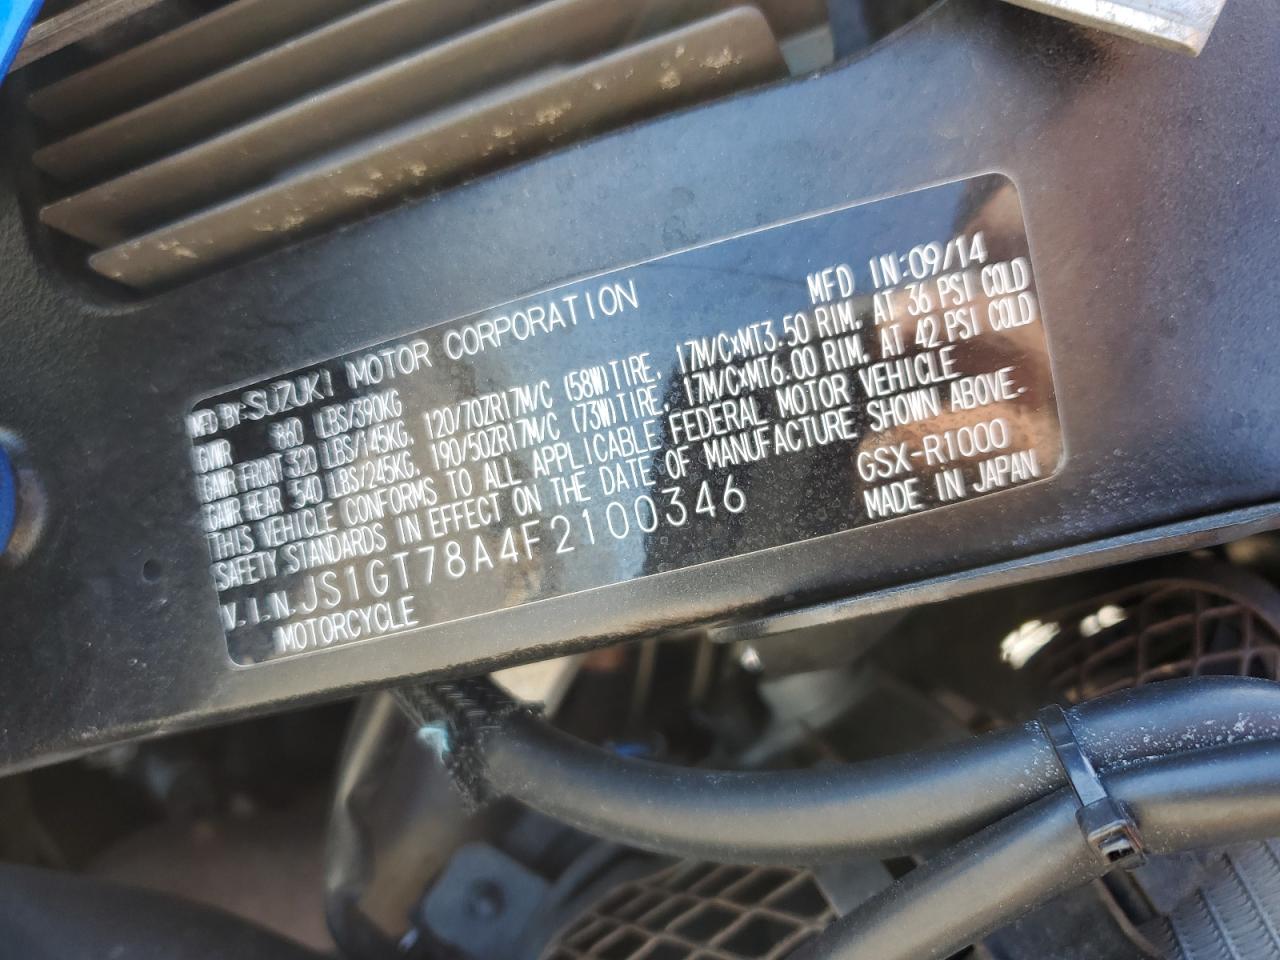 MFD BY SUZUKI MOTOR CORPORATION MFD IN:09/14
GVWR 860 LBS/390KG
GAWR FRONT 320 LBS/145KG. 120/70ZR17M/C (58W)TIRE, 17M/CxMT3.50 RIM. AT 36 PSI COLD
GAWR REAR 540 LBS/245KG. 190/50ZR17M/C (73W)TIRE, 17M/CxMT6.00 RIM. AT 42 PSI COLD
THIS VEHICLE CONFORMS TO ALL APPLICABLE FEDERAL MOTOR VEHICLE
SAFETY STANDARDS IN EFFECT ON THE DATE OF MANUFACTURE SHOWN ABOVE.
V.I.N. JS1GT78A4F2100346 GSX-R1000
MOTORCYCLE MADE IN JAPAN